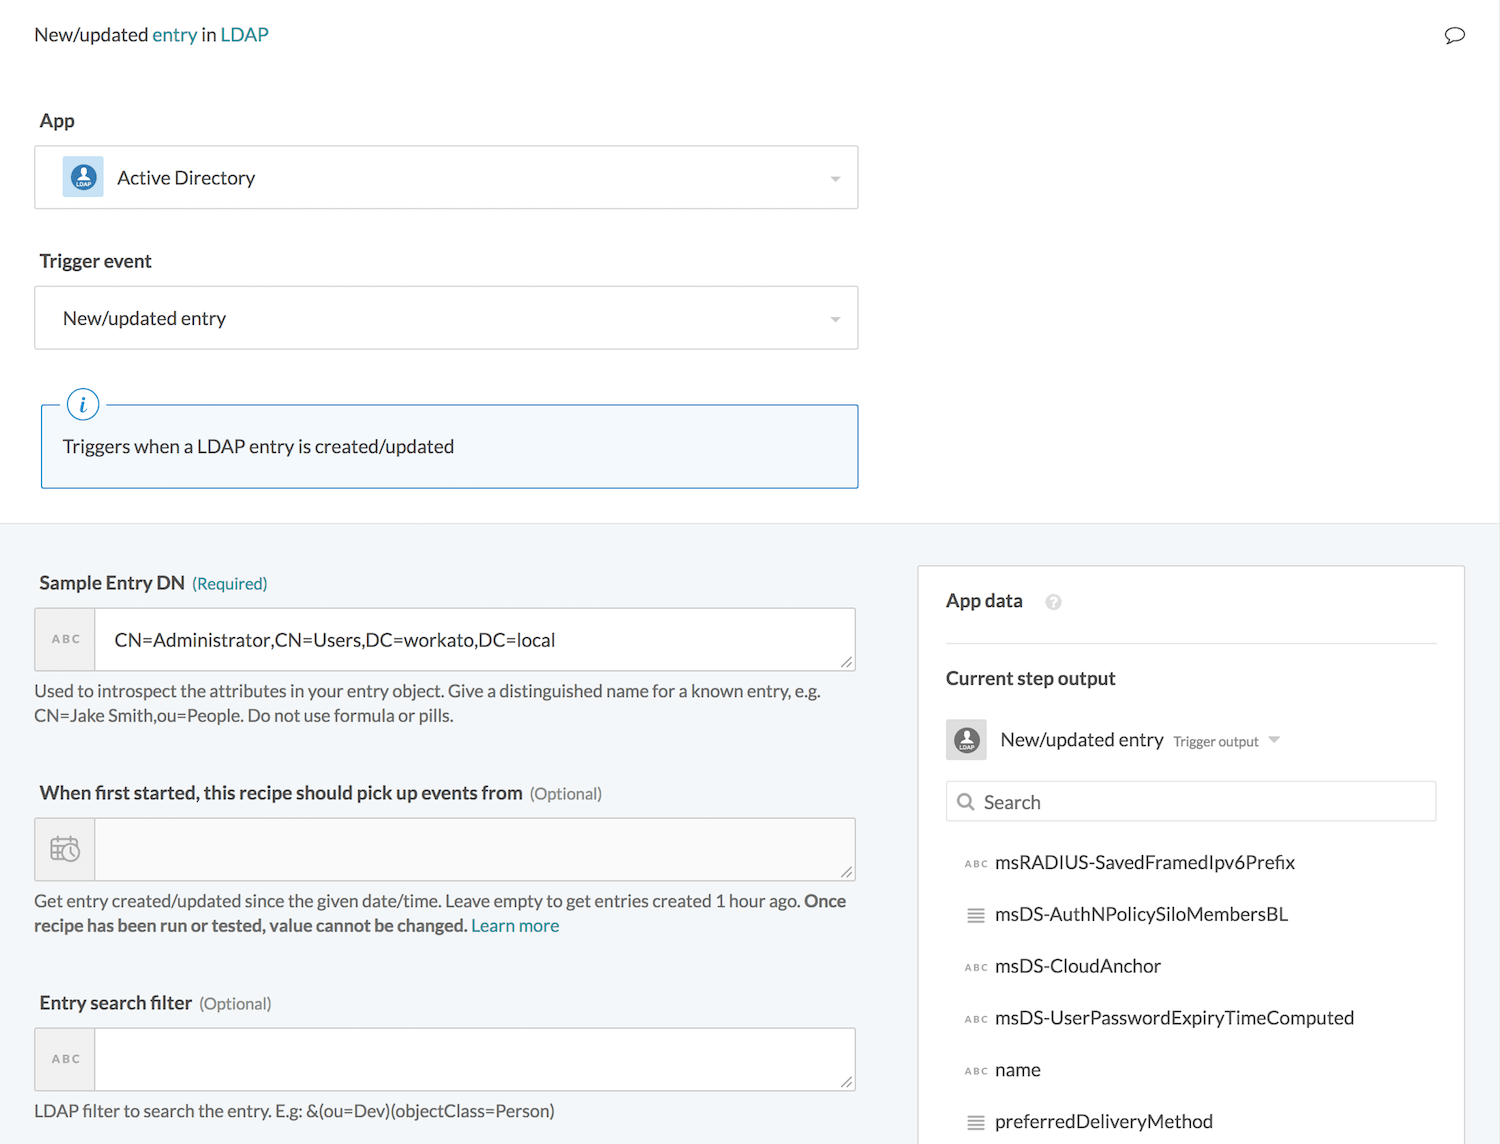 New/updated entry in LDAP
App
LDAP
Active Directory
Trigger event
New/updated entry
i
Triggers when a LDAP entry is created/updated
Sample Entry DN (Required)
ABC
CN=Administrator,CN=Users,DC=workato,DC=local
Used to introspect the attributes in your entry object. Give a distinguished name for a known entry, e.g.
CN=Jake Smith,ou=People. Do not use formula or pills.
When first started, this recipe should pick up events from (Optional)
Get entry created/updated since the given date/time. Leave empty to get entries created 1 hour ago. Once
recipe has been run or tested, value cannot be changed. Learn more
Entry search filter (Optional)
ABC
LDAP filter to search the entry. E.g: &(ou=Dev)(objectClass=Person)
App data ?
Current step output
LDAP
New/updated entry Trigger output
Search
ABC msRADIUS-SavedFramedIpv6Prefix
msDS-AuthNPolicySiloMembersBL
ABC msDS-CloudAnchor
ABC msDS-UserPasswordExpiryTimeComputed
ABC name
preferredDeliveryMethod